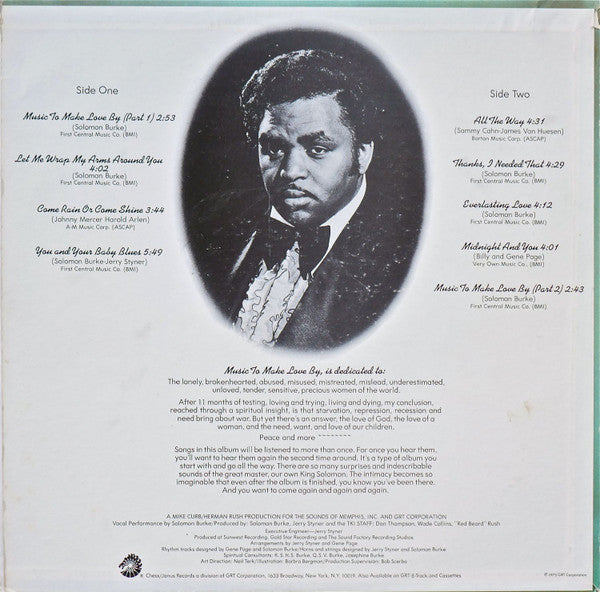 Side One
Music To Make Love By (Part 1) 2:53
(Solomon Burke)
First Central Music Co. (BMI)
Let Me Wrap My Arms Around You
4:02
(Solomon Burke)
First Central Music Co. (BMI)
Come Rain Or Come Shine 3:44
(Johnny Mercer Harold Arlen)
A-M Music Corp. (ASCAP)
You and Your Baby Blues 5:49
(Solomon Burke-Jerry Styner)
First Central Music Co. (BMI)
Side Two
All The Way 4:31
(Sammy Cahn-James Van Huesen)
Barton Music Corp. (ASCAP)
Thanks, I Needed That 4:29
(Solomon Burke)
First Central Music Co. (BMI)
Everlasting Love 4:12
(Solomon Burke)
First Central Music Co. (BMI)
Midnight And You 4:01
(Billy and Gene Page)
Very Own Music Co. (BMI)
Music To Make Love By (Part 2) 2:43
(Solomon Burke)
First Central Music Co. (BMI)
Music To Make Love By, is dedicated to:
The lonely, brokenhearted, abused, misused, mistreated, mislead, underestimated,
unloved, tender, sensitive, precious women of the world.
After 11 months of testing, loving and trying, living and dying, my conclusion,
reached through a spiritual insight, is that starvation, repression, recession and
need bring about war. But yet there's an answer, the love of God, the love of a
woman, and the need, want, and love of our children.
Peace and more ~~~~~~~~
Songs in this album will be listened to more than once. For once you hear them,
you'll want to hear them again the second time around. It's a type of album you
start with and go all the way. There are so many surprises and indescribable
sounds of the great master, our own King Solomon. The intimacy becomes so
imaginable that even after the album is finished, you know you've been there.
And you want to come again and again and again.
A MIKE CURB/HERMAN RUSH PRODUCTION FOR THE SOUNDS OF MEMPHIS, INC. AND GRT CORPORATION
Vocal Performance by Solomon Burke/Produced by: Solomon Burke, Jerry Styner and the TKI STAFF: Don Thompson, Wade Collins, "Red Beard" Rush
Executive Engineer—Jerry Styner
Produced at Sunwest Recording, Gold Star Recording and The Sound Factory Recording Studios
Arrangements by Jerry Styner and Gene Page
Rhythm tracks designed by Gene Page and Solomon Burke/Horns and strings designed by Jerry Styner and Solomon Burke
Spiritual Consultants: K. S. H. S. Burke, Q. S. V. Burke, Josephine Burke
Art Director: Neil Terk/Illustration: Barbra Bergman/Production Supervision: Bob Scerbo
® Chess/Janus Records a division of GRT Corporation, 1633 Broadway, New York, N.Y. 10019. Also Available on GRT 8-Track and Cassettes
© 1975 GRT Corporation